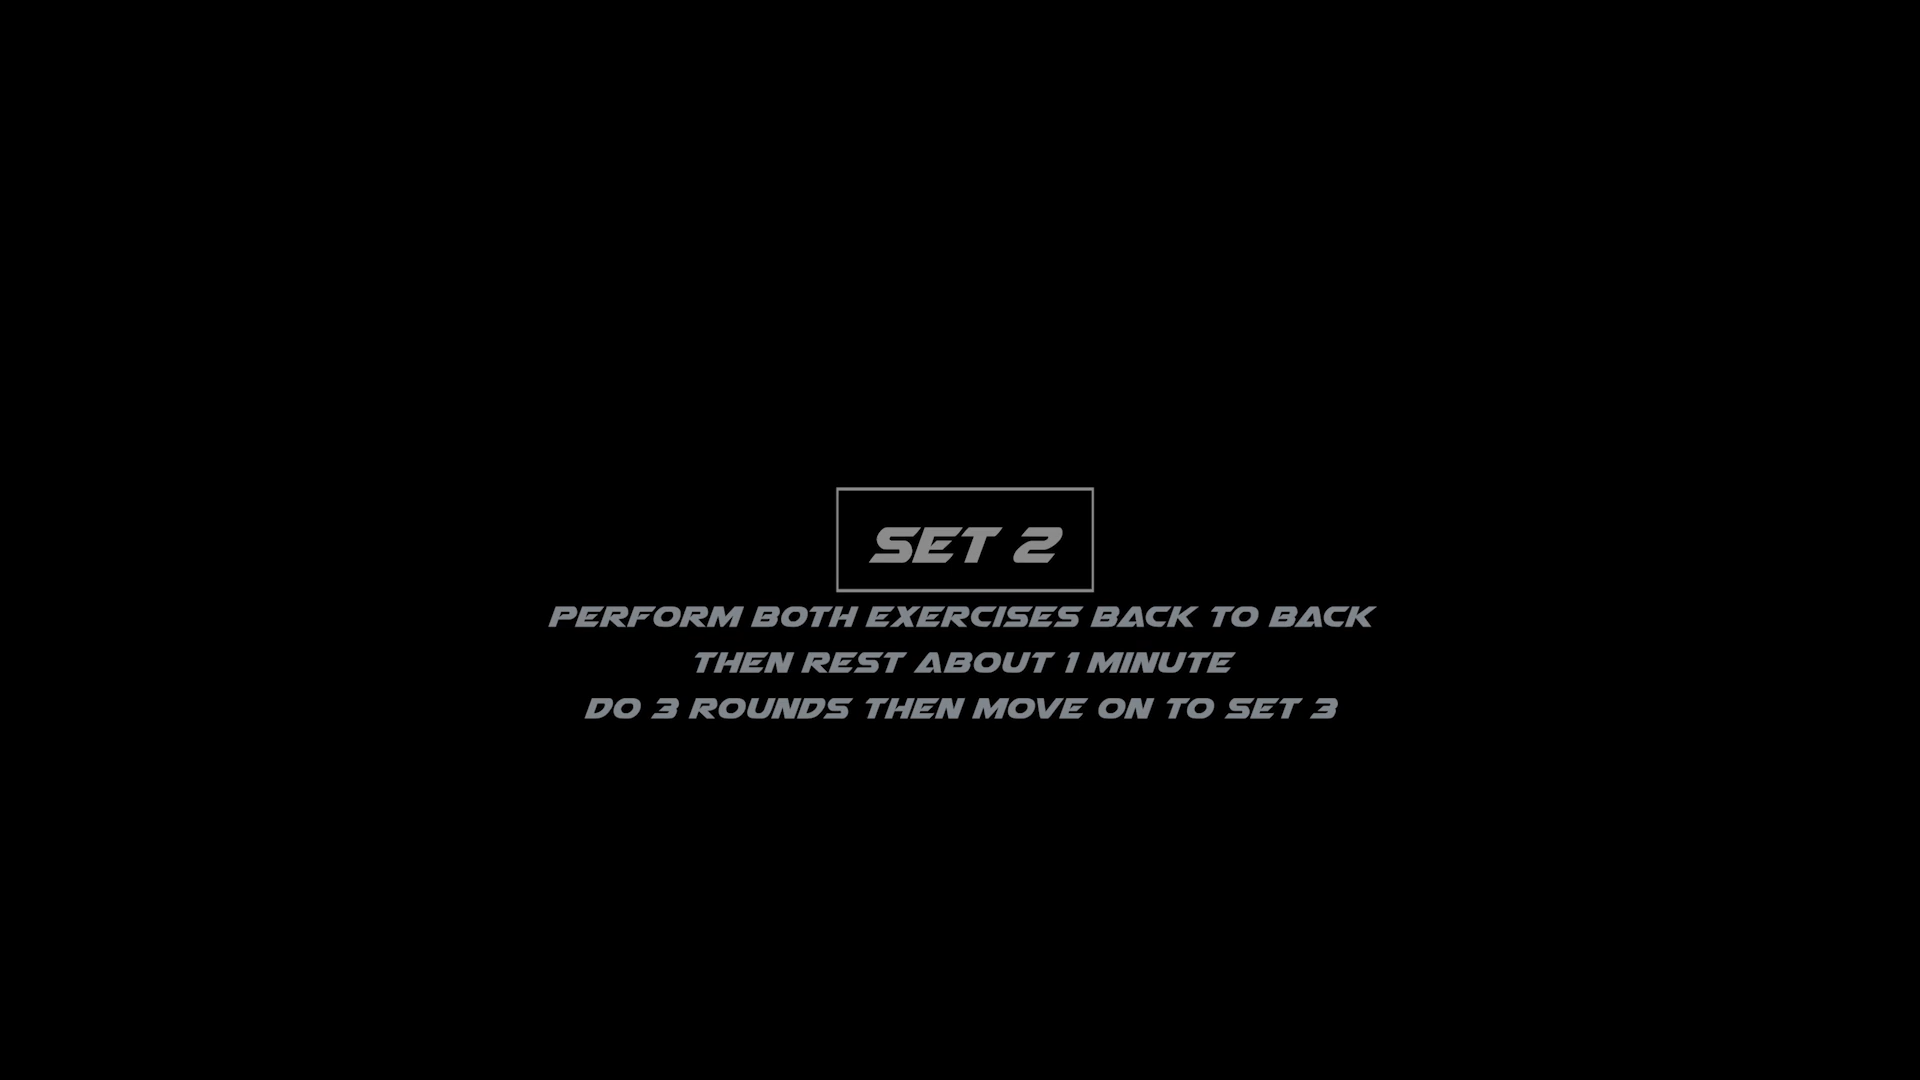 SET 2
PERFORM BOTH EXERCISES BACK TO BACK
THEN REST ABOUT 1 MINUTE
DO 3 ROUNDS THEN MOVE ON TO SET 3